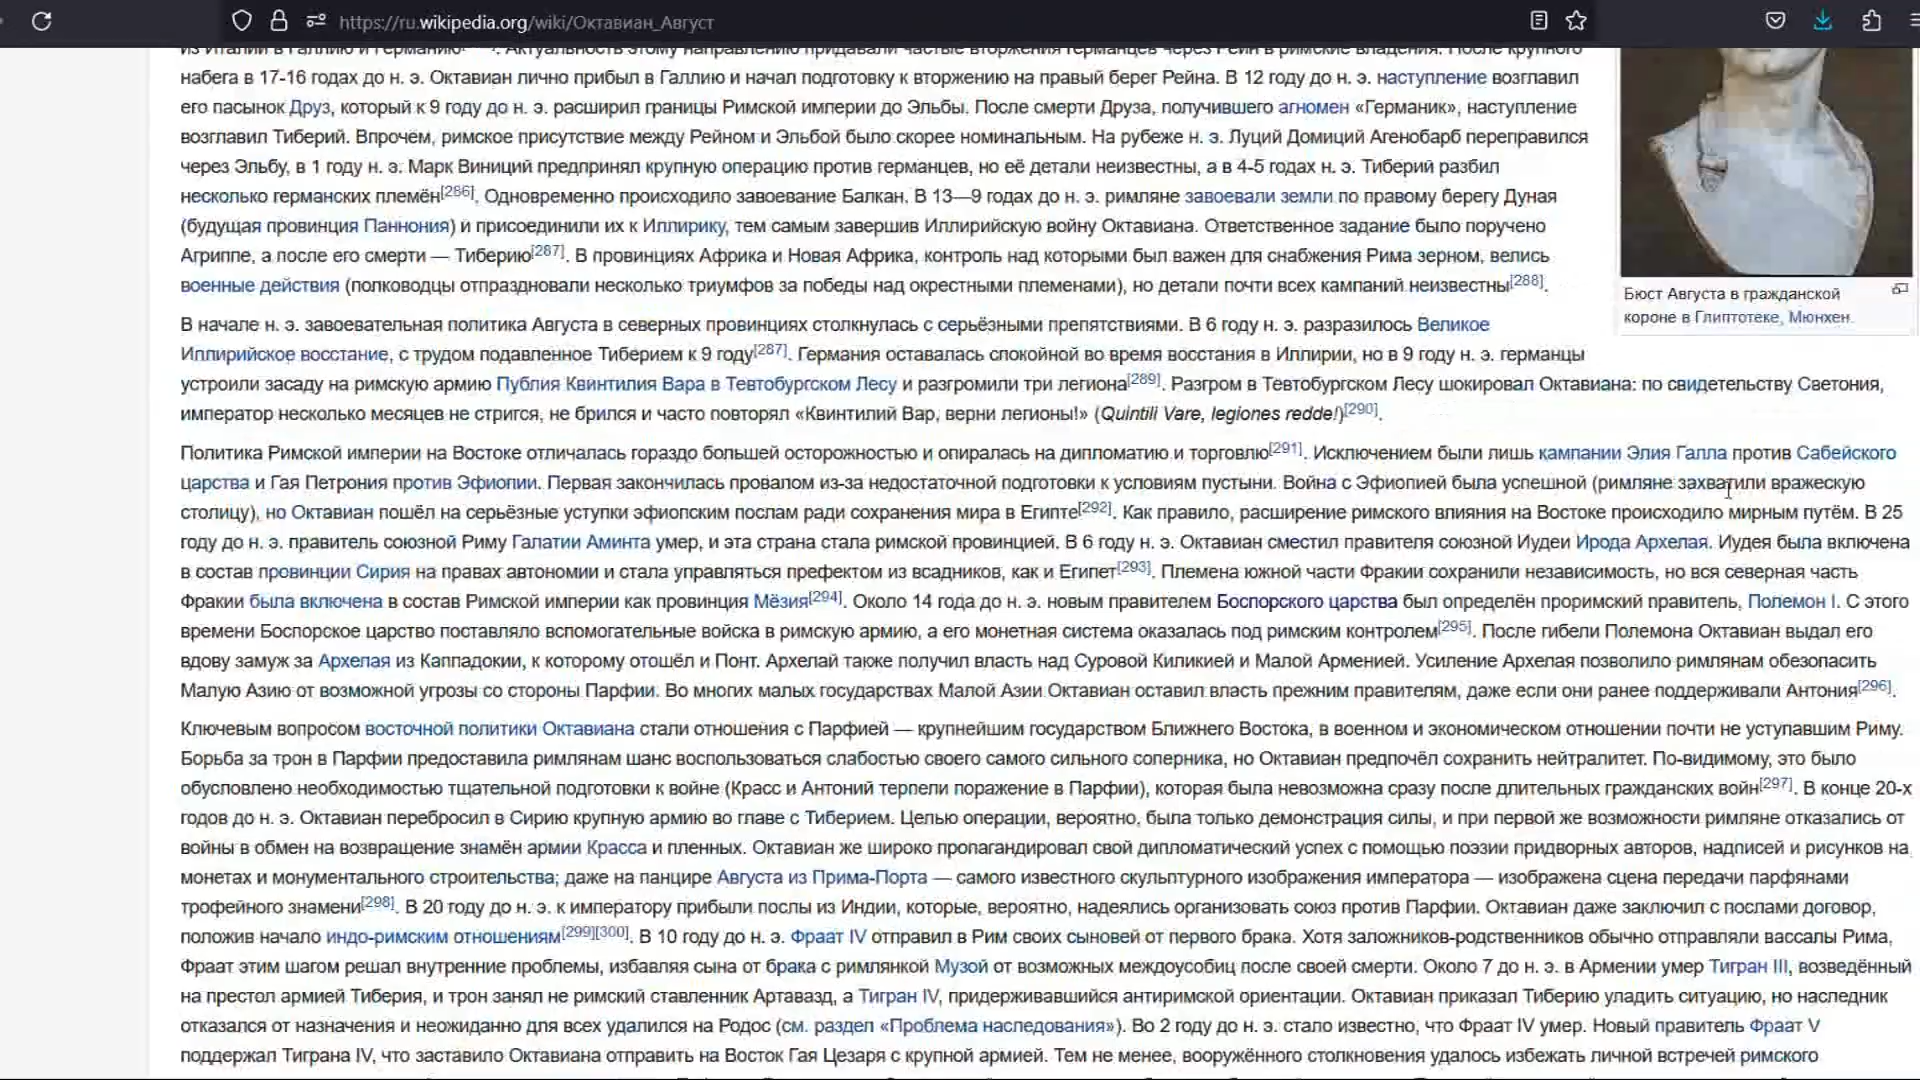 https://ru.wikipedia.org/wiki/Октавиан_Август
из Италии в Галлию и Германию . Актуальность этому направлению придавали частые вторжения германцев через Рейн в римские владения. После крупного
набега в 17-16 годах до н. э. Октавиан лично прибыл в Галлию и начал подготовку к вторжению на правый берег Рейна. В 12 году до н. э. наступление возглавил
его пасынок Друз, который к 9 году до н. э. расширил границы Римской империи до Эльбы. После смерти Друза, получившего агномен «Германик», наступление
возглавил Тиберий. Впрочем, римское присутствие между Рейном и Эльбой было скорее номинальным. На рубеже н. э. Луций Домиций Агенобарб переправился
через Эльбу, в 1 году н. э. Марк Виниций предпринял крупную операцию против германцев, но её детали неизвестны, а в 4-5 годах н. э. Тиберий разбил
несколько германских племён[286]. Одновременно происходило завоевание Балкан. В 13—9 годах до н. э. римляне завоевали земли по правому берегу Дуная
(будущая провинция Паннония) и присоединили их к Иллирику, тем самым завершив Иллирийскую войну Октавиана. Ответственное задание было поручено
Агриппе, а после его смерти — Тиберию[287]. В провинциях Африка и Новая Африка, контроль над которыми был важен для снабжения Рима зерном, велись
военные действия (полководцы отпраздновали несколько триумфов за победы над окрестными племенами), но детали почти всех кампаний неизвестны[288].
Бюст Августа в гражданской
короне в Глиптотеке, Мюнхен.
В начале н. э. завоевательная политика Августа в северных провинциях столкнулась с серьёзными препятствиями. В 6 году н. э. разразилось Великое
Иллирийское восстание, с трудом подавленное Тиберием к 9 году[287]. Германия оставалась спокойной во время восстания в Иллирии, но в 9 году н. э. германцы
устроили засаду на римскую армию Публия Квинтилия Вара в Тевтобургском Лесу и разгромили три легиона[289]. Разгром в Тевтобургском Лесу шокировал Октавиана: по свидетельству Светония,
император несколько месяцев не стригся, не брился и часто повторял «Квинтилий Вар, верни легионы!» (Quintili Vare, legiones redde!)[290].
Политика Римской империи на Востоке отличалась гораздо большей осторожностью и опиралась на дипломатию и торговлю[291]. Исключением были лишь кампании Элия Галла против Сабейского
царства и Гая Петрония против Эфиопии. Первая закончилась провалом из-за недостаточной подготовки к условиям пустыни. Война с Эфиопией была успешной (римляне захватили вражескую
столицу), но Октавиан пошёл на серьёзные уступки эфиопским послам ради сохранения мира в Египте[292]. Как правило, расширение римского влияния на Востоке происходило мирным путём. В 25
году до н. э. правитель союзной Риму Галатии Аминта умер, и эта страна стала римской провинцией. В 6 году н. э. Октавиан сместил правителя союзной Иудеи Ирода Архелая. Иудея была включена
в состав провинции Сирия на правах автономии и стала управляться префектом из всадников, как и Египет[293]. Племена южной части Фракии сохранили независимость, но вся северная часть
Фракии была включена в состав Римской империи как провинция Мёзия[294]. Около 14 года до н. э. новым правителем Боспорского царства был определён проримский правитель, Полемон I. С этого
времени Боспорское царство поставляло вспомогательные войска в римскую армию, а его монетная система оказалась под римским контролем[295]. После гибели Полемона Октавиан выдал его
вдову замуж за Архелая из Каппадокии, к которому отошёл и Понт. Архелай также получил власть над Суровой Киликией и Малой Арменией. Усиление Архелая позволило римлянам обезопасить
Малую Азию от возможной угрозы со стороны Парфии. Во многих малых государствах Малой Азии Октавиан оставил власть прежним правителям, даже если они ранее поддерживали Антония[296].
Ключевым вопросом восточной политики Октавиана стали отношения с Парфией — крупнейшим государством Ближнего Востока, в военном и экономическом отношении почти не уступавшим Риму.
Борьба за трон в Парфии предоставила римлянам шанс воспользоваться слабостью своего самого сильного соперника, но Октавиан предпочёл сохранить нейтралитет. По-видимому, это было
обусловлено необходимостью тщательной подготовки к войне (Красс и Антоний терпели поражение в Парфии), которая была невозможна сразу после длительных гражданских войн[297]. В конце 20-х
годов до н. э. Октавиан перебросил в Сирию крупную армию во главе с Тиберием. Целью операции, вероятно, была только демонстрация силы, и при первой же возможности римляне отказались от
войны в обмен на возвращение знамён армии Красса и пленных. Октавиан же широко пропагандировал свой дипломатический успех с помощью поэзии придворных авторов, надписей и рисунков на
монетах и монументального строительства; даже на панцире Августа из Прима-Порта — самого известного скульптурного изображения императора — изображена сцена передачи парфянами
трофейного знамени[298]. В 20 году до н. э. к императору прибыли послы из Индии, которые, вероятно, надеялись организовать союз против Парфии. Октавиан даже заключил с послами договор,
положив начало индо-римским отношениям[299][300]. В 10 году до н. э. Фраат IV отправил в Рим своих сыновей от первого брака. Хотя заложников-родственников обычно отправляли вассалы Рима,
Фраат этим шагом решал внутренние проблемы, избавляя сына от брака с римлянкой Музой от возможных междоусобиц после своей смерти. Около 7 до н. э. в Армении умер Тигран III, возведённый
на престол армией Тиберия, и трон занял не римский ставленник Артавазд, а Тигран IV, придерживавшийся антиримской ориентации. Октавиан приказал Тиберию уладить ситуацию, но наследник
отказался от назначения и неожиданно для всех удалился на Родос (см. раздел «Проблема наследования»). Во 2 году до н. э. стало известно, что Фраат IV умер. Новый правитель Фраат V
поддержал Тиграна IV, что заставило Октавиана отправить на Восток Гая Цезаря с крупной армией. Тем не менее, вооружённого столкновения удалось избежать личной встречей римского